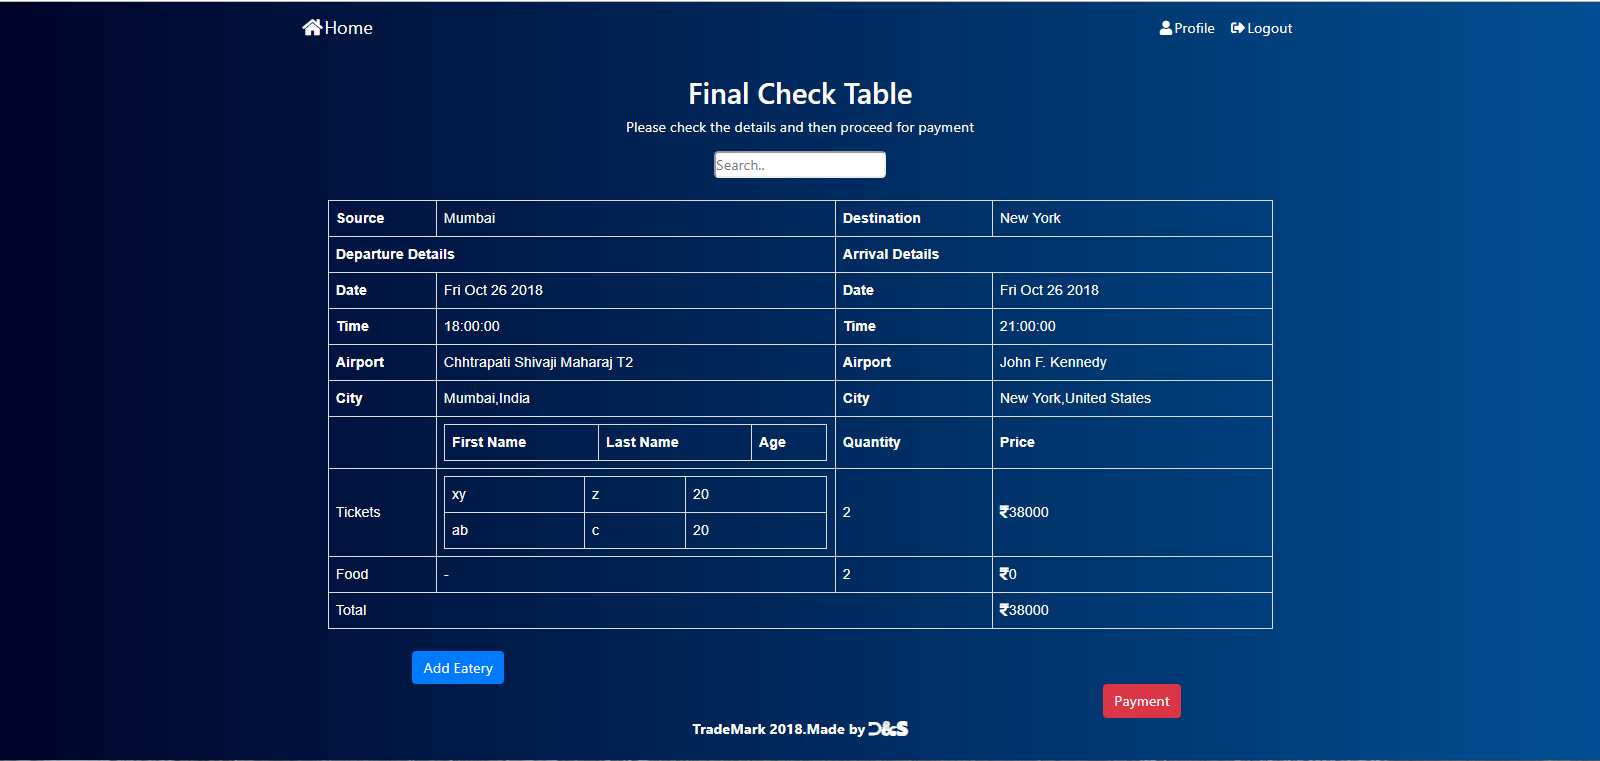 Home Profile Logout
Final Check Table
Please check the details and then proceed for payment
Search..
Source Mumbai Destination New York
Departure Details Arrival Details
Date Fri Oct 26 2018 Date Fri Oct 26 2018
Time 18:00:00 Time 21:00:00
Airport Chhtrapati Shivaji Maharaj T2 Airport John F. Kennedy
City Mumbai,India City New York,United States
First Name Last Name Age Quantity Price
xy z 20
Tickets 2 ₹38000
ab c 20
Food - 2 ₹0
Total ₹38000
Add Eatery
Payment
TradeMark 2018.Made by D&S